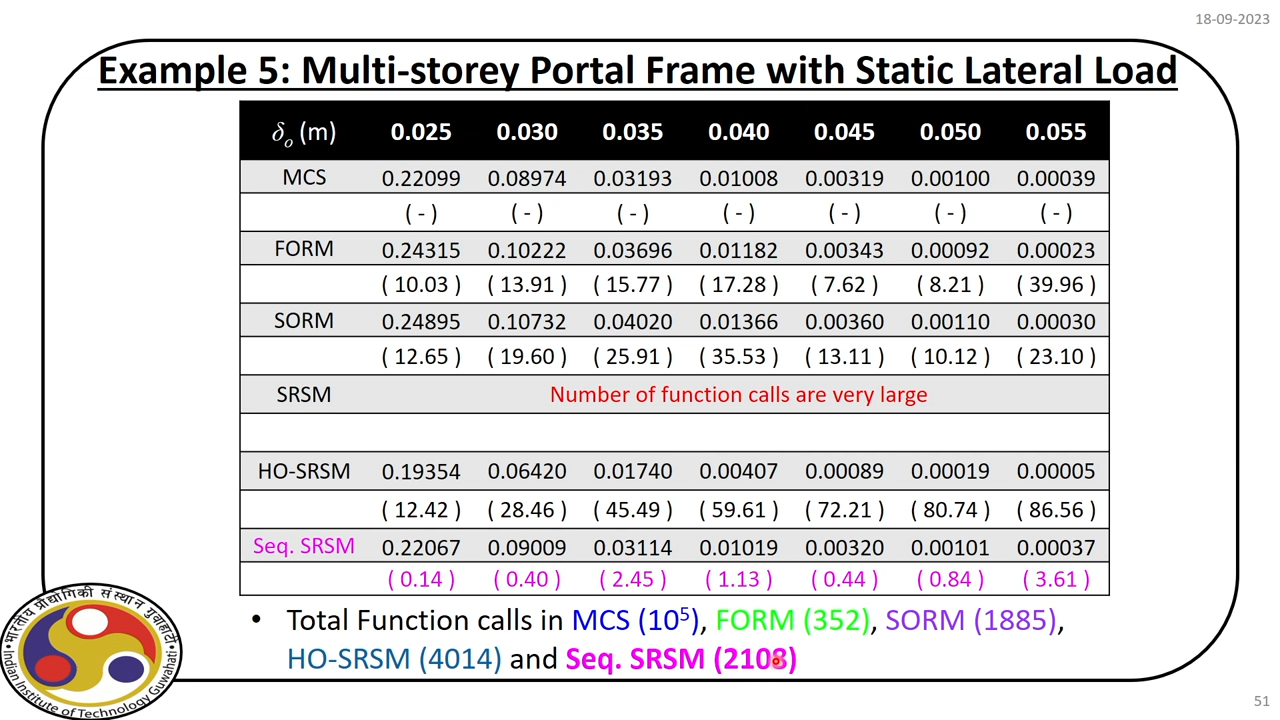 18-09-2023
Example 5: Multi-storey Portal Frame with Static Lateral Load
δo (m) 0.025 0.030 0.035 0.040 0.045 0.050 0.055
MCS 0.22099 0.08974 0.03193 0.01008 0.00319 0.00100 0.00039
( - ) ( - ) ( - ) ( - ) ( - ) ( - ) ( - )
FORM 0.24315 0.10222 0.03696 0.01182 0.00343 0.00092 0.00023
( 10.03 ) ( 13.91 ) ( 15.77 ) ( 17.28 ) ( 7.62 ) ( 8.21 ) ( 39.96 )
SORM 0.24895 0.10732 0.04020 0.01366 0.00360 0.00110 0.00030
( 12.65 ) ( 19.60 ) ( 25.91 ) ( 35.53 ) ( 13.11 ) ( 10.12 ) ( 23.10 )
SRSM Number of function calls are very large
HO-SRSM 0.19354 0.06420 0.01740 0.00407 0.00089 0.00019 0.00005
( 12.42 ) ( 28.46 ) ( 45.49 ) ( 59.61 ) ( 72.21 ) ( 80.74 ) ( 86.56 )
Seq. SRSM 0.22067 0.09009 0.03114 0.01019 0.00320 0.00101 0.00037
( 0.14 ) ( 0.40 ) ( 2.45 ) ( 1.13 ) ( 0.44 ) ( 0.84 ) ( 3.61 )
• Total Function calls in MCS (10⁵), FORM (352), SORM (1885),
HO-SRSM (4014) and Seq. SRSM (2108)
भारतीय प्रौद्योगिकी संस्थान गुवाहाटी
Indian Institute of Technology Guwahati
51